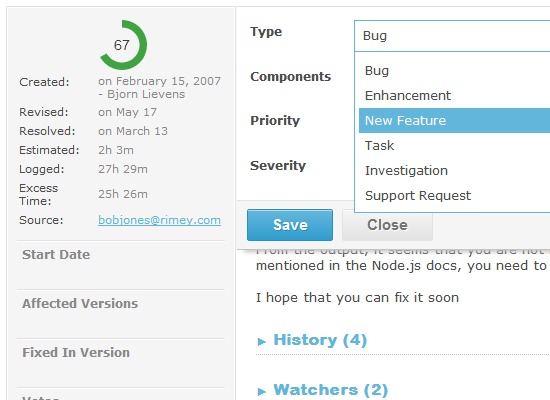 67
Created: on February 15, 2007
- Bjorn Lievens
Revised: on May 17
Resolved: on March 13
Estimated: 2h 3m
Logged: 27h 29m
Excess
Time: 25h 26m
Source: bobjones@rimey.com
Start Date
Affected Versions
Fixed In Version
Votes
Type Bug
Components
Priority
Severity
Bug
Enhancement
New Feature
Task
Investigation
Support Request
Save Close
From the output, it seems that you are not
mentioned in the Node.js docs, you need to
I hope that you can fix it soon
► History (4)
► Watchers (2)